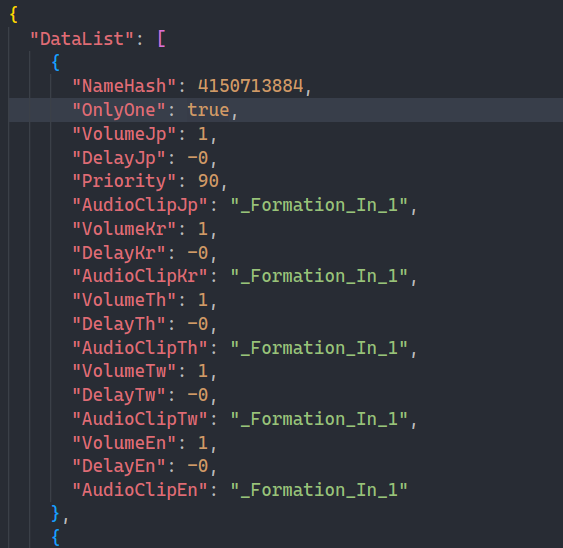 {
"DataList": [
{
"NameHash": 4150713884,
"OnlyOne": true,
"VolumeJp": 1,
"DelayJp": -0,
"Priority": 90,
"AudioClipJp": "_Formation_In_1",
"VolumeKr": 1,
"DelayKr": -0,
"AudioClipKr": "_Formation_In_1",
"VolumeTh": 1,
"DelayTh": -0,
"AudioClipTh": "_Formation_In_1",
"VolumeTw": 1,
"DelayTw": -0,
"AudioClipTw": "_Formation_In_1",
"VolumeEn": 1,
"DelayEn": -0,
"AudioClipEn": "_Formation_In_1"
},
{